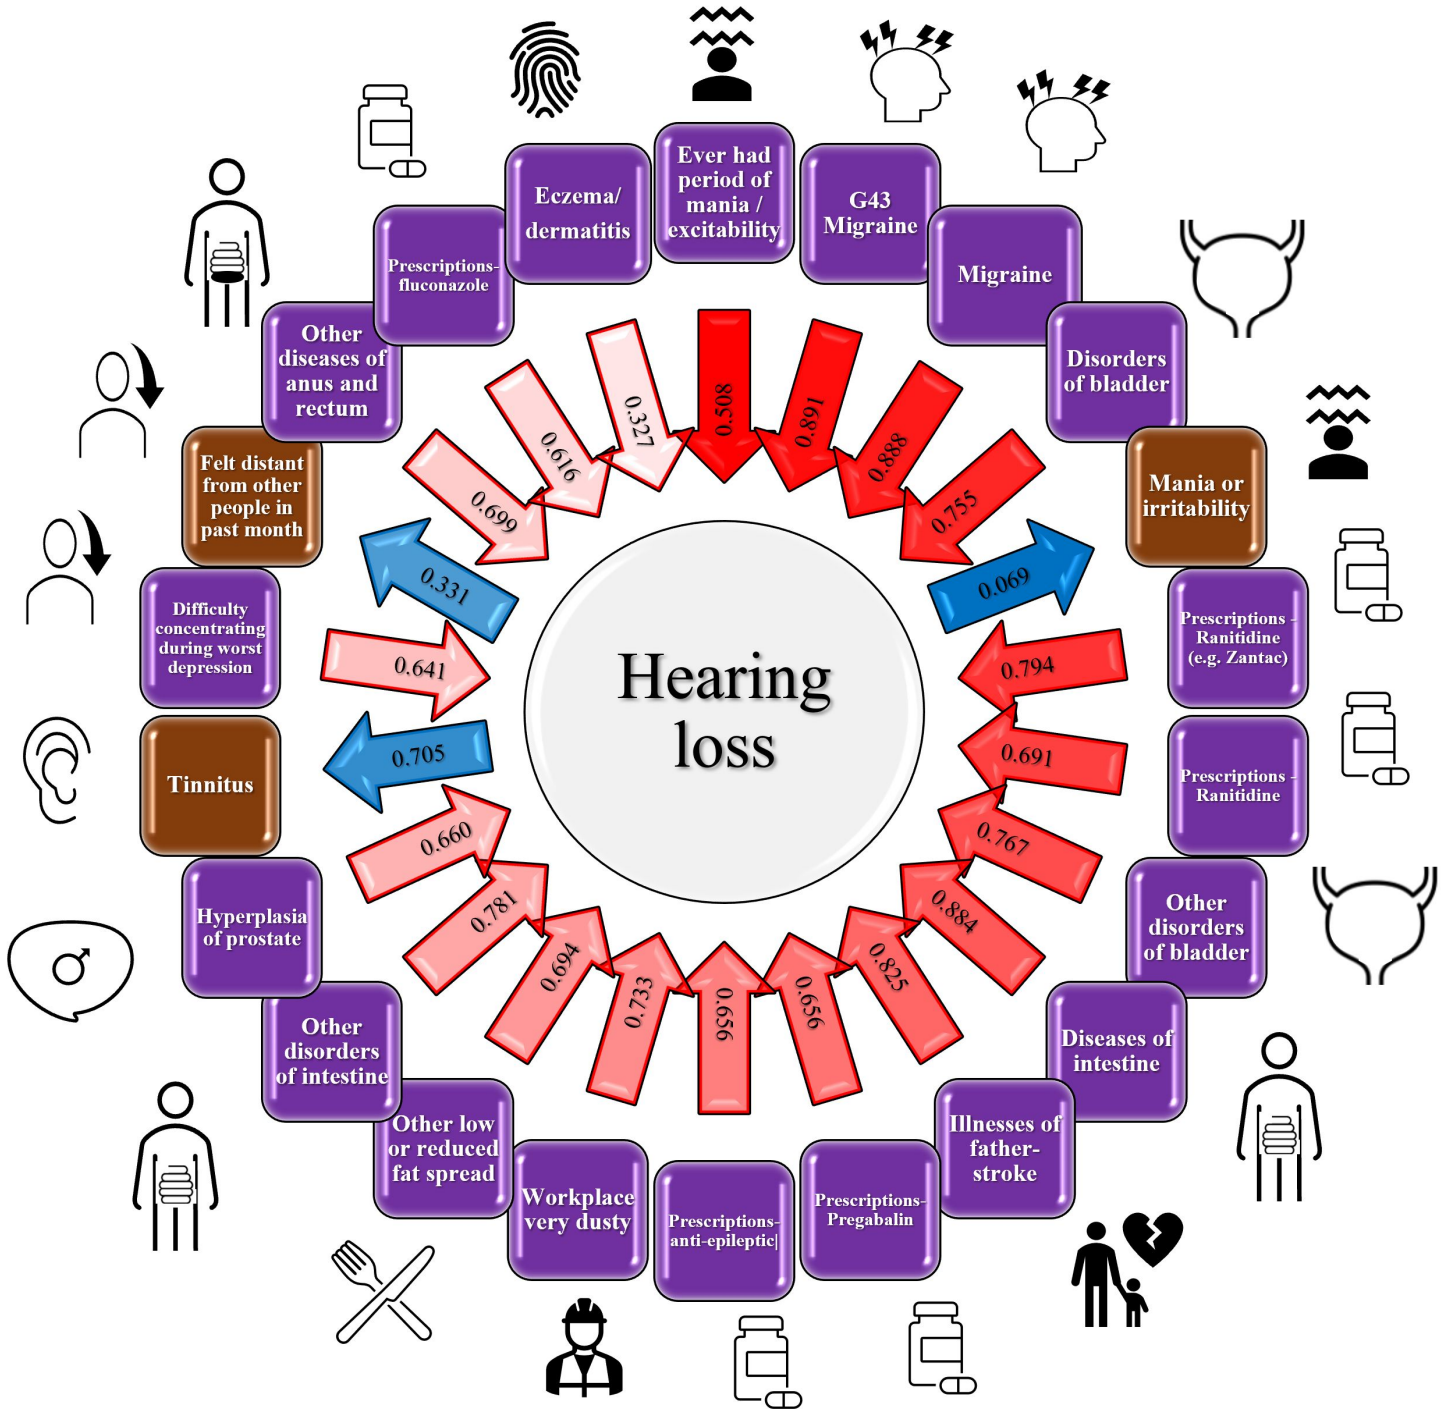 Ever had
period of
mania /
excitability
G43
Migraine
Migraine
Disorders
of bladder
Mania or
irritability
Prescriptions -
Ranitidine
(e.g. Zantac)
Prescriptions -
Ranitidine
Other
disorders
of bladder
Diseases of
intestine
Illnesses of
father-
stroke
Prescriptions-
Pregabalin
Prescriptions-
anti-epileptic|
Workplace
very dusty
Other low
or reduced
fat spread
Other
disorders
of intestine
Hyperplasia
of prostate
Tinnitus
Difficulty
concentrating
during worst
depression
Felt distant
from other
people in
past month
Other
diseases of
anus and
rectum
Prescriptions-
fluconazole
Eczema/
dermatitis
0.508
0.891
0.888
0.755
0.069
0.794
0.691
0.767
0.884
0.825
0.656
0.656
0.733
0.694
0.781
0.660
0.705
0.641
0.331
0.699
0.616
0.327
Hearing
loss